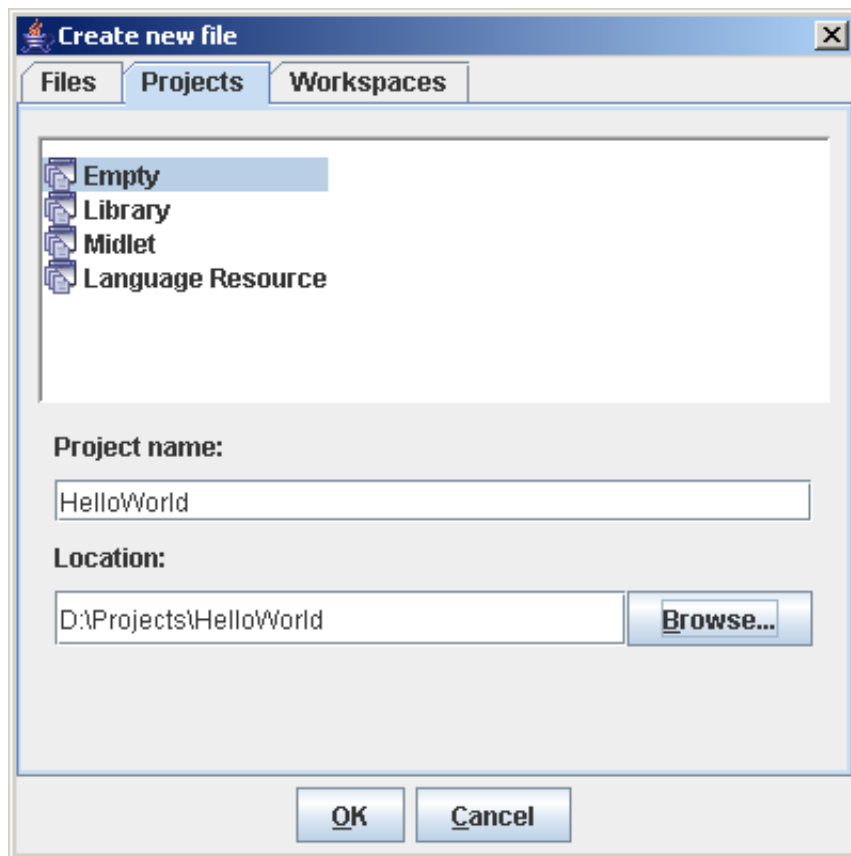 Create new file
Files Projects Workspaces
Empty
Library
Midlet
Language Resource
Project name:
HelloWorld
Location:
D:\Projects\HelloWorld Browse...
OK Cancel